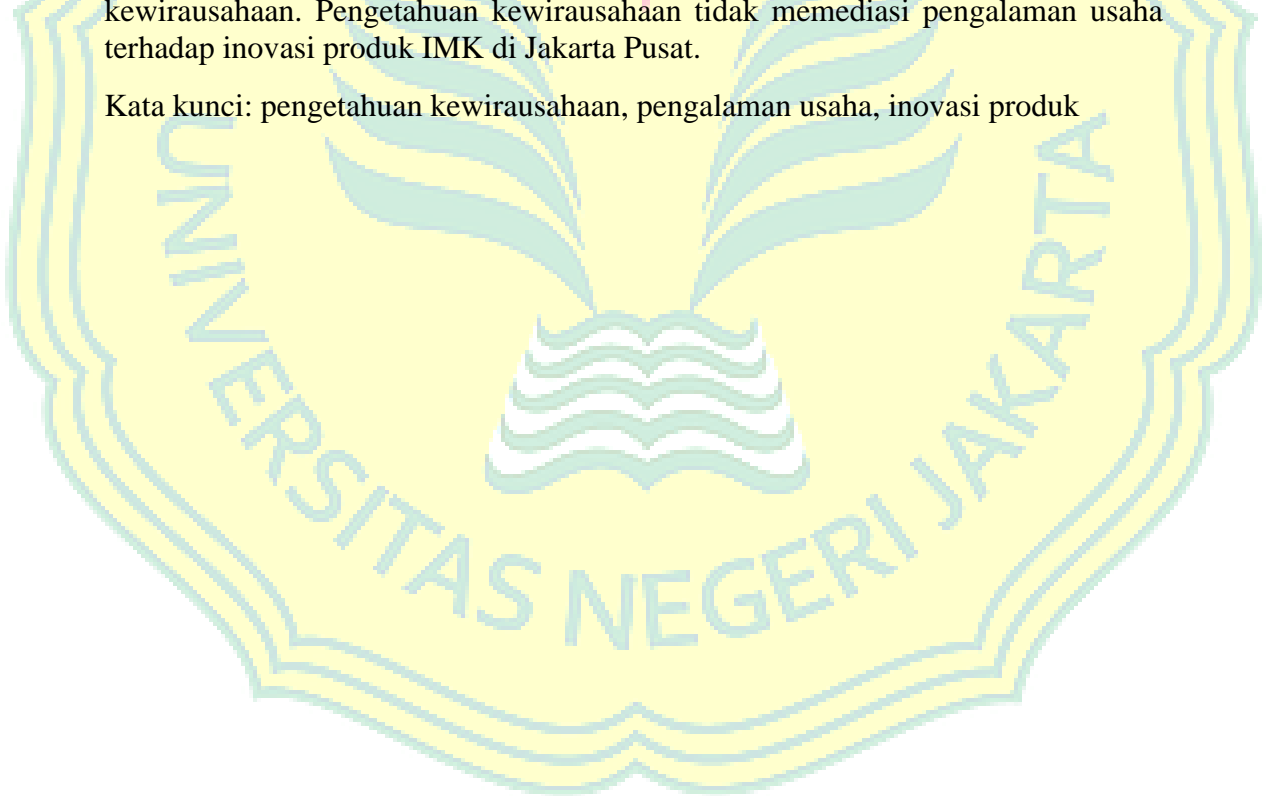 kewirausahaan. Pengetahuan kewirausahaan tidak memediasi pengalaman usaha
terhadap inovasi produk IMK di Jakarta Pusat.
Kata kunci: pengetahuan kewirausahaan, pengalaman usaha, inovasi produk
UNIVERSITAS NEGERI JAKARTA